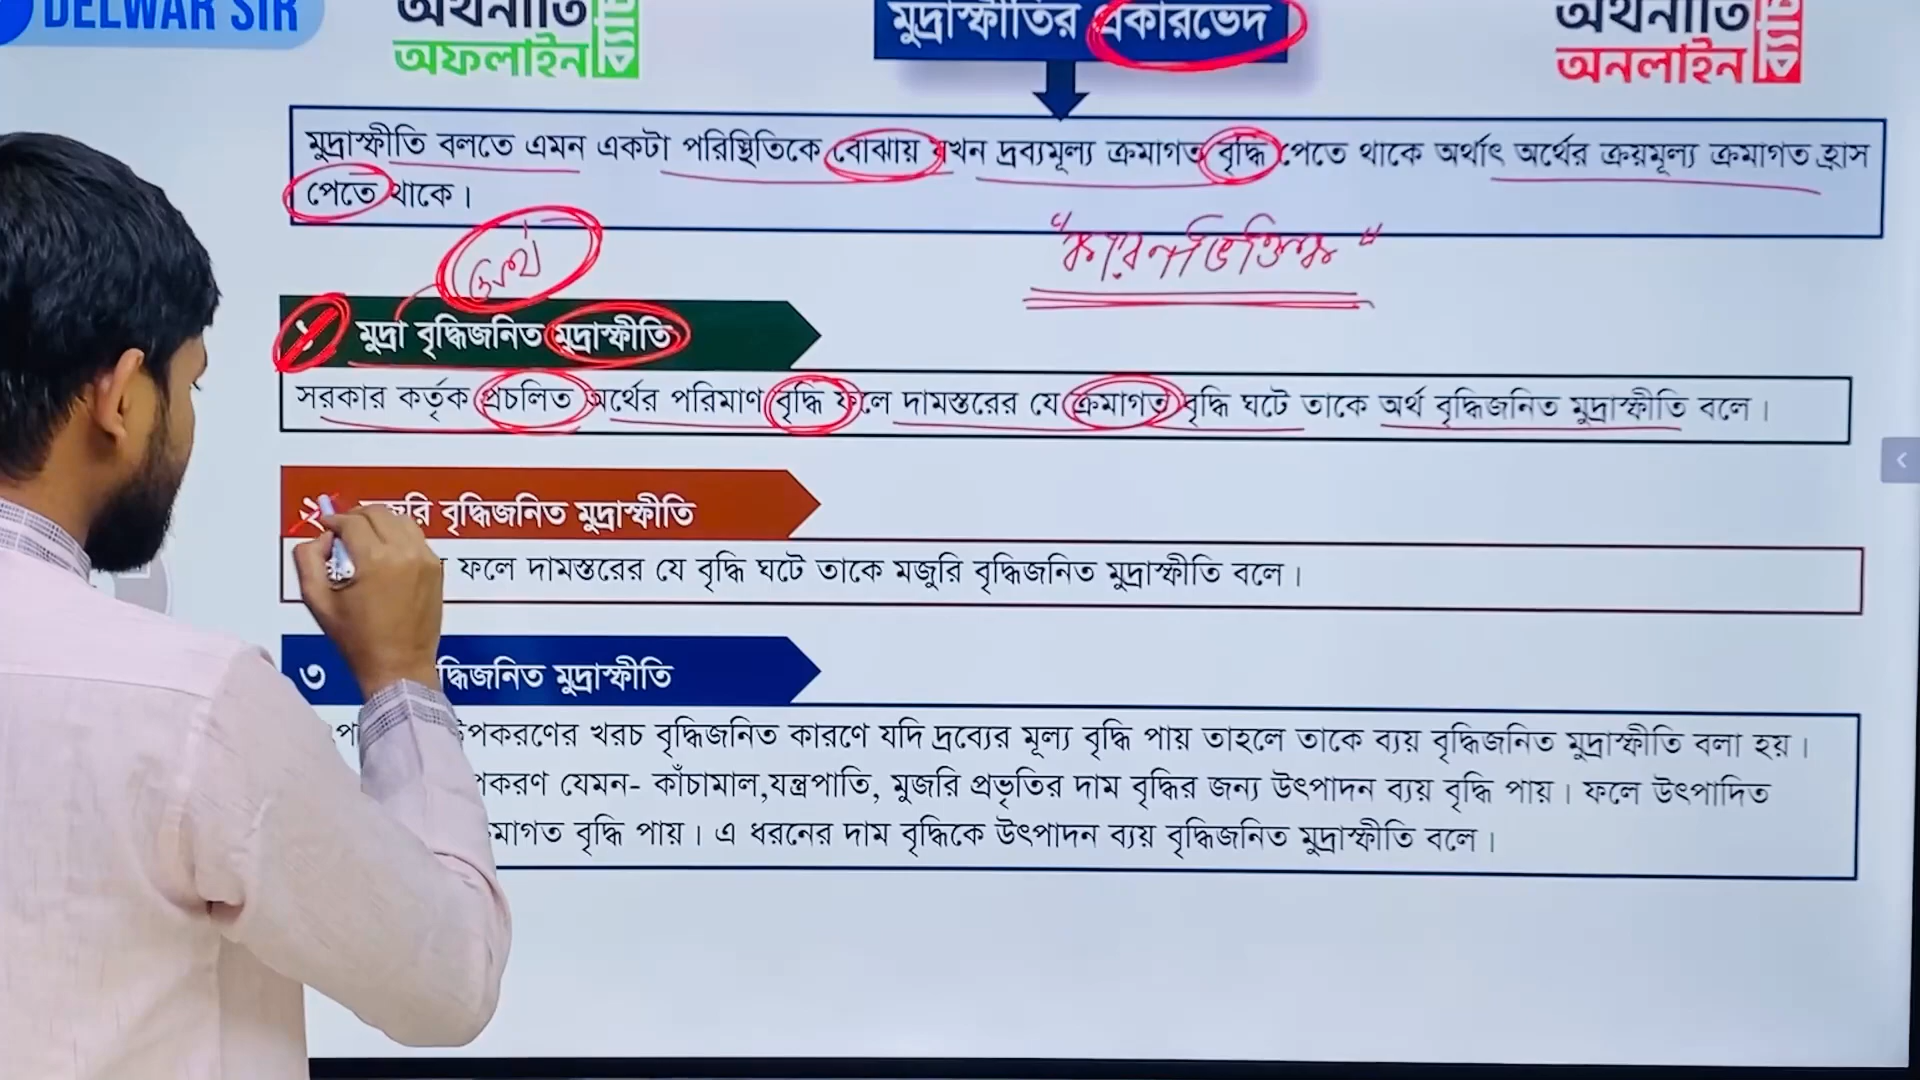 DELWAR SIR
অর্থনীতি
অফলাইন
মুদ্রাস্ফীতির প্রকারভেদ
অর্থনীতি
অনলাইন
মুদ্রাস্ফীতি বলতে এমন একটা পরিস্থিতিকে বোঝায় যখন দ্রব্যমূল্য ক্রমাগত বৃদ্ধি পেতে থাকে অর্থাৎ অর্থের ক্রয়মূল্য ক্রমাগত হ্রাস
পেতে থাকে।
"কারণভিত্তিক"
অর্থ
১ মুদ্রা বৃদ্ধিজনিত মুদ্রাস্ফীতি
সরকার কর্তৃক প্রচলিত অর্থের পরিমাণ বৃদ্ধি ফলে দামস্তরের যে ক্রমাগত বৃদ্ধি ঘটে তাকে অর্থ বৃদ্ধিজনিত মুদ্রাস্ফীতি বলে।
২ মজুরি বৃদ্ধিজনিত মুদ্রাস্ফীতি
ফলে দামস্তরের যে বৃদ্ধি ঘটে তাকে মজুরি বৃদ্ধিজনিত মুদ্রাস্ফীতি বলে।
৩ দ্ধিজনিত মুদ্রাস্ফীতি
উপকরণের খরচ বৃদ্ধিজনিত কারণে যদি দ্রব্যের মূল্য বৃদ্ধি পায় তাহলে তাকে ব্যয় বৃদ্ধিজনিত মুদ্রাস্ফীতি বলা হয়।
পকরণ যেমন- কাঁচামাল,যন্ত্রপাতি, মুজরি প্রভৃতির দাম বৃদ্ধির জন্য উৎপাদন ব্যয় বৃদ্ধি পায়। ফলে উৎপাদিত
মাগত বৃদ্ধি পায়। এ ধরনের দাম বৃদ্ধিকে উৎপাদন ব্যয় বৃদ্ধিজনিত মুদ্রাস্ফীতি বলে।